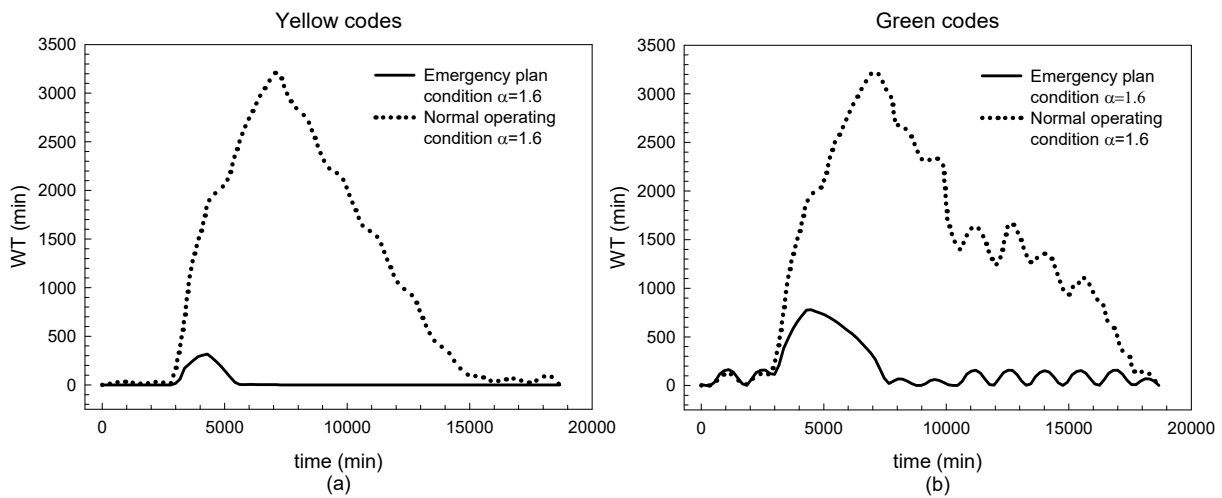 Yellow codes
3500
3000
2500
2000
1500
1000
500
0
WT (min)
Emergency plan
condition α=1.6
Normal operating
condition α=1.6
0 5000 10000 15000 20000
time (min)
(a)
Green codes
3500
3000
2500
2000
1500
1000
500
0
WT (min)
Emergency plan
condition α=1.6
Normal operating
condition α=1.6
0 5000 10000 15000 20000
time (min)
(b)